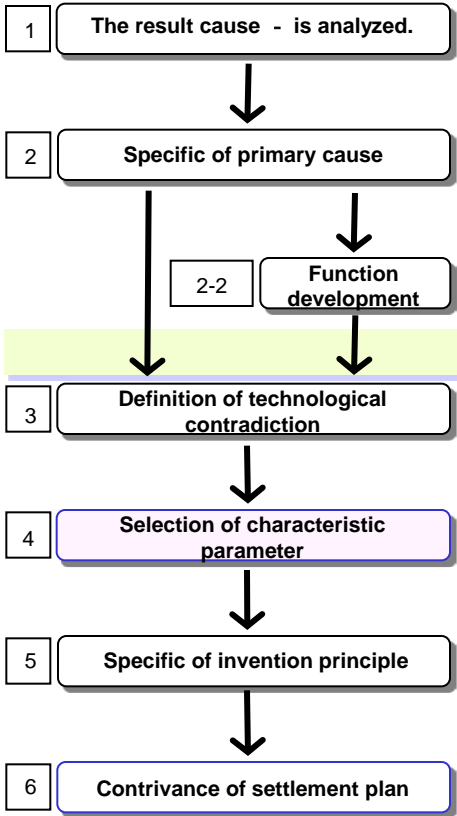 1
The result cause - is analyzed.
2
Specific of primary cause
2-2
Function
development
3
Definition of technological
contradiction
4
Selection of characteristic
parameter
5
Specific of invention principle
6
Contrivance of settlement plan